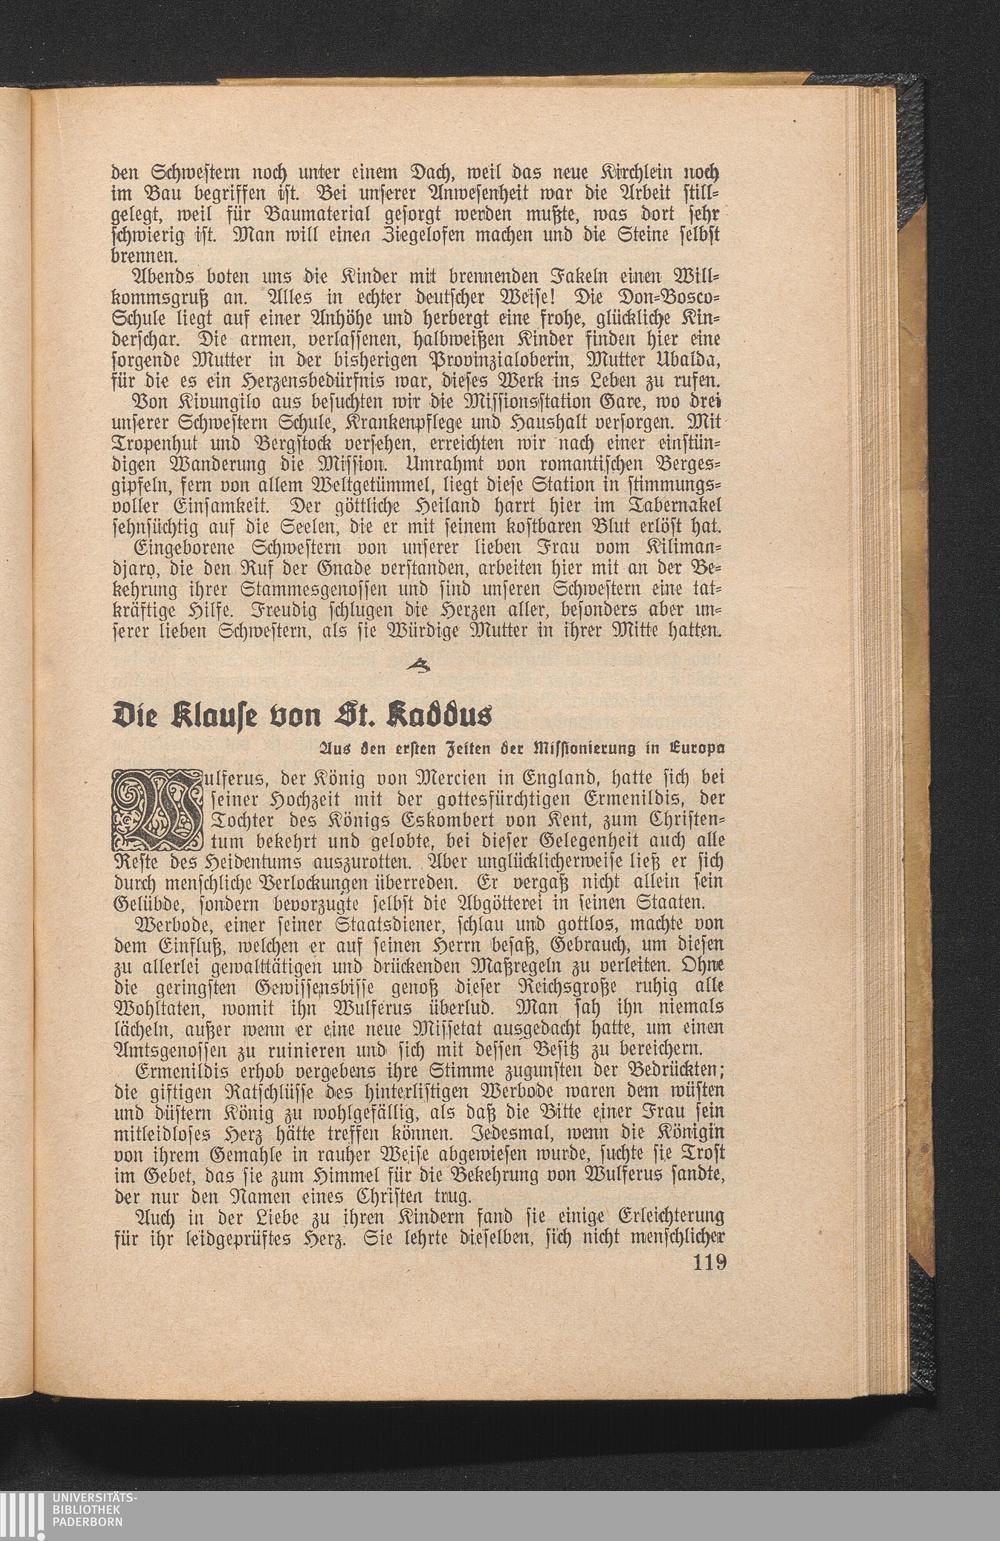 den Schwestern noch unter einem Dach, weil das neue Kirchlein noch
im Bau begriffen ist. Bei unserer Anwesenheit war die Arbeit still-
gelegt, weil für Baumaterial gesorgt werden mußte, was dort sehr
schwierig ist. Man will einen Ziegelofen machen und die Steine selbst
brennen.
Abends boten uns die Kinder mit brennenden Fakeln einen Will-
kommsgruß an. Alles in echter deutscher Weise! Die Don-Bosco-
Schule liegt auf einer Anhöhe und herbergt eine frohe, glückliche Kin-
derschar. Die armen, verlassenen, halbweißen Kinder finden hier eine
sorgende Mutter in der bisherigen Provinzialoberin, Mutter Ubalda,
für die es ein Herzensbedürfnis war, dieses Werk ins Leben zu rufen.
Von Kivungilo aus besuchten wir die Missionsstation Gare, wo drei
unserer Schwestern Schule, Krankenpflege und Haushalt versorgen. Mit
Tropenhut und Bergstock versehen, erreichten wir nach einer einstün-
digen Wanderung die Mission. Umrahmt von romantischen Berges-
gipfeln, fern von allem Weltgetümmel, liegt diese Station in stimmungs-
voller Einsamkeit. Der göttliche Heiland harrt hier im Tabernakel
sehnsüchtig auf die Seelen, die er mit seinem kostbaren Blut erlöst hat.
Eingeborene Schwestern von unserer lieben Frau vom Kiliman-
djaro, die den Ruf der Gnade verstanden, arbeiten hier mit an der Be-
kehrung ihrer Stammesgenossen und sind unseren Schwestern eine tat-
kräftige Hilfe. Freudig schlugen die Herzen aller, besonders aber un-
serer lieben Schwestern, als sie Würdige Mutter in ihrer Mitte hatten.
Die Klause von St. Kaddus
Aus den ersten Zeiten der Missionierung in Europa
Wulferus, der König von Mercien in England, hatte sich bei
seiner Hochzeit mit der gottesfürchtigen Ermenildis, der
Tochter des Königs Eskombert von Kent, zum Christen-
tum bekehrt und gelobte, bei dieser Gelegenheit auch alle
Reste des Heidentums auszurotten. Aber unglücklicherweise ließ er sich
durch menschliche Verlockungen überreden. Er vergaß nicht allein sein
Gelübde, sondern bevorzugte selbst die Abgötterei in seinen Staaten.
Werbode, einer seiner Staatsdiener, schlau und gottlos, machte von
dem Einfluß, welchen er auf seinen Herrn besaß, Gebrauch, um diesen
zu allerlei gewalttätigen und drückenden Maßregeln zu verleiten. Ohne
die geringsten Gewissensbisse genoß dieser Reichsgroße ruhig alle
Wohltaten, womit ihn Wulferus überlud. Man sah ihn niemals
lächeln, außer wenn er eine neue Missetat ausgedacht hatte, um einen
Amtsgenossen zu ruinieren und sich mit dessen Besitz zu bereichern.
Ermenildis erhob vergebens ihre Stimme zugunsten der Bedrückten;
die giftigen Ratschlüsse des hinterlistigen Werbode waren dem wüsten
und düstern König zu wohlgefällig, als daß die Bitte einer Frau sein
mitleidloses Herz hätte treffen können. Jedesmal, wenn die Königin
von ihrem Gemahle in rauher Weise abgewiesen wurde, suchte sie Trost
im Gebet, das sie zum Himmel für die Bekehrung von Wulferus sandte,
der nur den Namen eines Christen trug.
Auch in der Liebe zu ihren Kindern fand sie einige Erleichterung
für ihr leidgeprüftes Herz. Sie lehrte dieselben, sich nicht menschlicher
119
UNIVERSITÄTS-
BIBLIOTHEK
PADERBORN